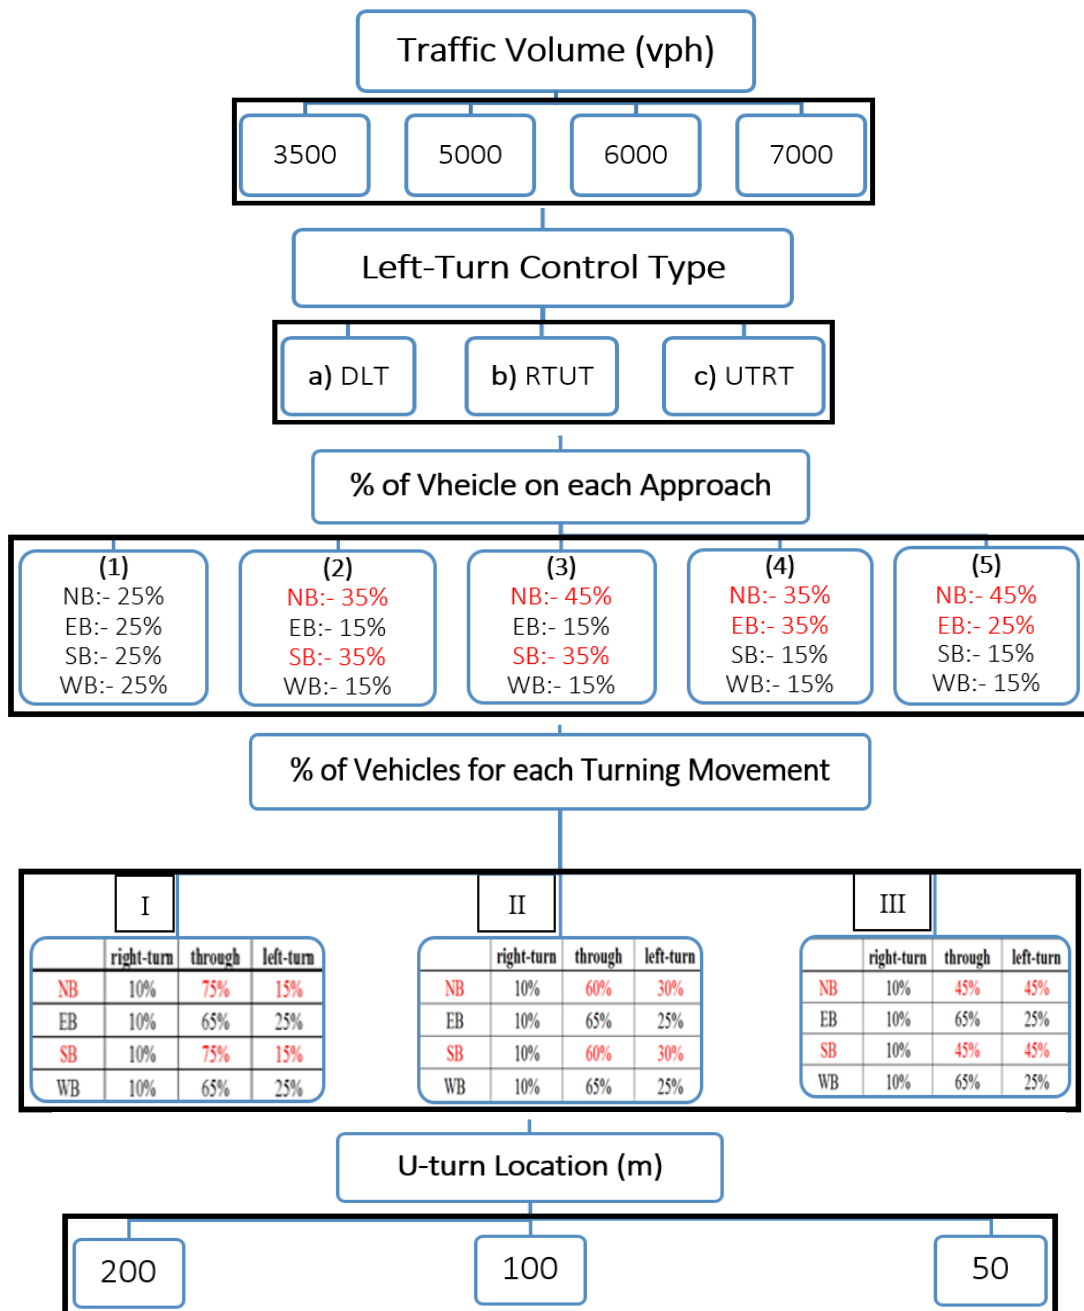 Traffic Volume (vph)
3500 5000 6000 7000
Left-Turn Control Type
a) DLT b) RTUT c) UTRT
% of Vheicle on each Approach
(1)
NB:- 25%
EB:- 25%
SB:- 25%
WB:- 25%
(2)
NB:- 35%
EB:- 15%
SB:- 35%
WB:- 15%
(3)
NB:- 45%
EB:- 15%
SB:- 35%
WB:- 15%
(4)
NB:- 35%
EB:- 35%
SB:- 15%
WB:- 15%
(5)
NB:- 45%
EB:- 25%
SB:- 15%
WB:- 15%
% of Vehicles for each Turning Movement
I
right-turn through left-turn
NB 10% 75% 15%
EB 10% 65% 25%
SB 10% 75% 15%
WB 10% 65% 25%
II
right-turn through left-turn
NB 10% 60% 30%
EB 10% 65% 25%
SB 10% 60% 30%
WB 10% 65% 25%
III
right-turn through left-turn
NB 10% 45% 45%
EB 10% 65% 25%
SB 10% 45% 45%
WB 10% 65% 25%
U-turn Location (m)
200 100 50